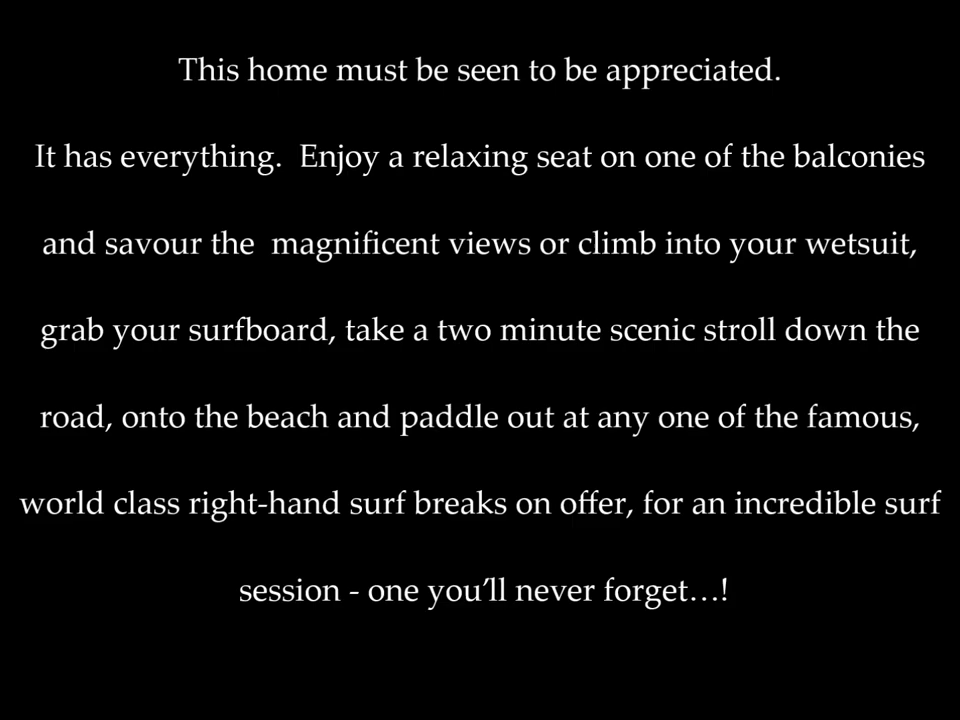 This home must be seen to be appreciated.
It has everything.  Enjoy a relaxing seat on one of the balconies
and savour the  magnificent views or climb into your wetsuit,
grab your surfboard, take a two minute scenic stroll down the
road, onto the beach and paddle out at any one of the famous,
world class right-hand surf breaks on offer, for an incredible surf
session - one you’ll never forget…!